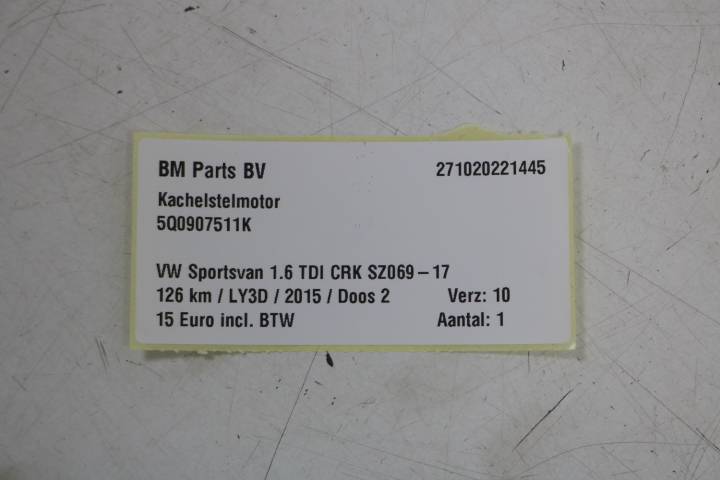 BM Parts BV 271020221445
Kachelstelmotor
5Q0907511K
VW Sportsvan 1.6 TDI CRK SZ069-17
126 km / LY3D / 2015 / Doos 2 Verz: 10
15 Euro incl. BTW Aantal: 1